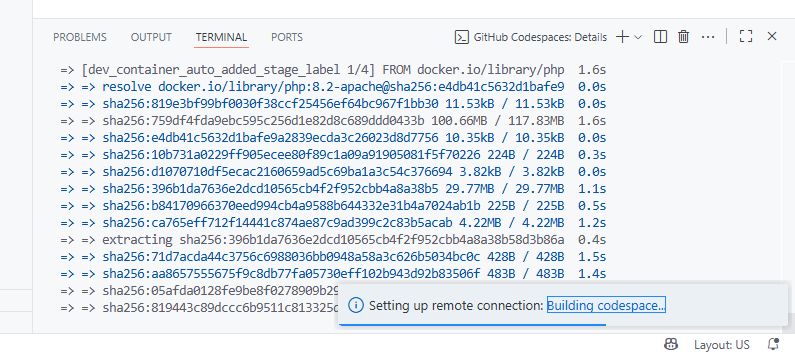 PROBLEMS OUTPUT TERMINAL PORTS GitHub Codespaces: Details
=> [dev_container_auto_added_stage_label 1/4] FROM docker.io/library/php 1.6s
=> => resolve docker.io/library/php:8.2-apache@sha256:e4db41c5632d1bafe9 0.0s
=> => sha256:819e3bf99bf0030f38ccf25456ef64bc967f1bb30 11.53kB / 11.53kB 0.0s
=> => sha256:759df4fda9ebc595c256d1e82d8c689ddd0433b 100.66MB / 117.83MB 1.6s
=> => sha256:e4db41c5632d1bafe9a2839ecda3c26023d8d7756 10.35kB / 10.35kB 0.0s
=> => sha256:10b731a0229ff905ecee80f89c1a09a91905081f5f70226 224B / 224B 0.3s
=> => sha256:d1070710df5ecac2160659ad5c69ba1a3c54c376694 3.82kB / 3.82kB 0.0s
=> => sha256:396b1da7636e2dcd10565cb4f2f952cbb4a8a38b5 29.77MB / 29.77MB 1.1s
=> => sha256:b84170966370eed994cb4a9588b644332e31b4a7024ab1b 225B / 225B 0.5s
=> => sha256:ca765eff712f14441c874ae87c9ad399c2c83b5acab 4.22MB / 4.22MB 1.2s
=> => extracting sha256:396b1da7636e2dcd10565cb4f2f952cbb4a8a38b58d3b86a 0.4s
=> => sha256:71d7acda44c3756c6988036bb0948a58a3c626b5034bc0c 428B / 428B 1.5s
=> => sha256:aa8657555675f9c8db77fa05730eff102b943d92b83506f 483B / 483B 1.4s
=> => sha256:05afda0128fe9be8f0278909b29
=> => sha256:819443c89dccc6b9511c813325d
Setting up remote connection: Building codespace...
Layout: US